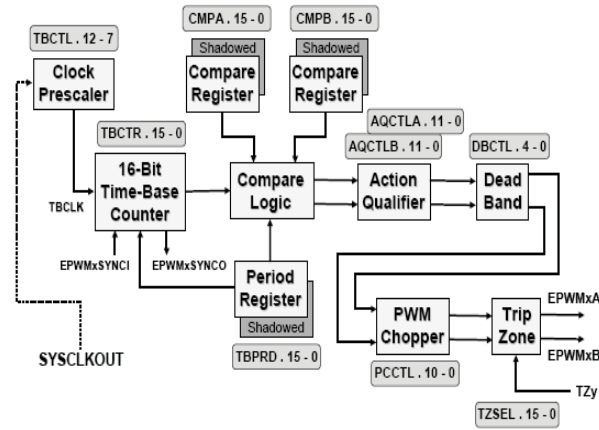 CMPA . 15 - 0
CMPB . 15 - 0
TBCTL . 12 - 7
Shadowed
Shadowed
Clock
Prescaler
Compare
Register
Compare
Register
AQCTLA . 11 - 0
TBCTR . 15 - 0
AQCTLB . 11 - 0
DBCTL . 4 - 0
16-Bit
Time-Base
Counter
Compare
Logic
Action
Qualifier
Dead
Band
TBCLK
EPWMxSYNCI
EPWMxSYNCO
Period
Register
Shadowed
TBPRD . 15 - 0
SYSCLKOUT
PWM
Chopper
Trip
Zone
EPWMxA
EPWMxB
PCCTL . 10 - 0
TZy
TZSEL . 15 - 0